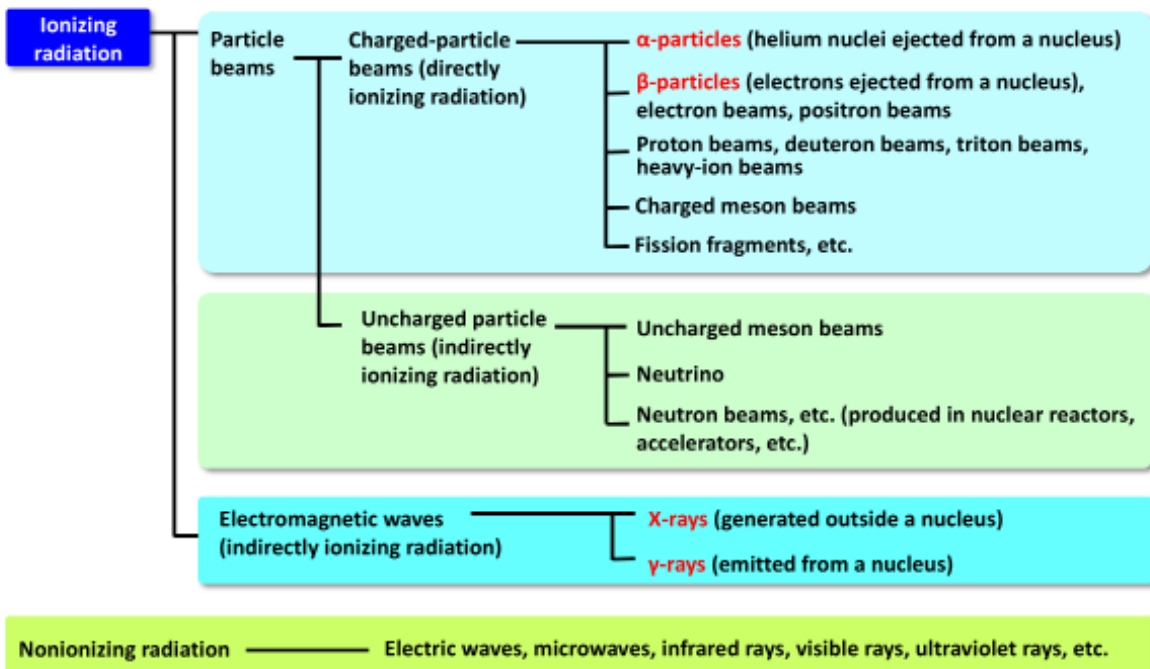 Ionizing
radiation
Particle
beams
Charged-particle
beams (directly
ionizing radiation)
α-particles (helium nuclei ejected from a nucleus)
β-particles (electrons ejected from a nucleus),
electron beams, positron beams
Proton beams, deuteron beams, triton beams,
heavy-ion beams
Charged meson beams
Fission fragments, etc.
Uncharged particle
beams (indirectly
ionizing radiation)
Uncharged meson beams
Neutrino
Neutron beams, etc. (produced in nuclear reactors,
accelerators, etc.)
Electromagnetic waves
(indirectly ionizing radiation)
X-rays (generated outside a nucleus)
γ-rays (emitted from a nucleus)
Nonionizing radiation
Electric waves, microwaves, infrared rays, visible rays, ultraviolet rays, etc.